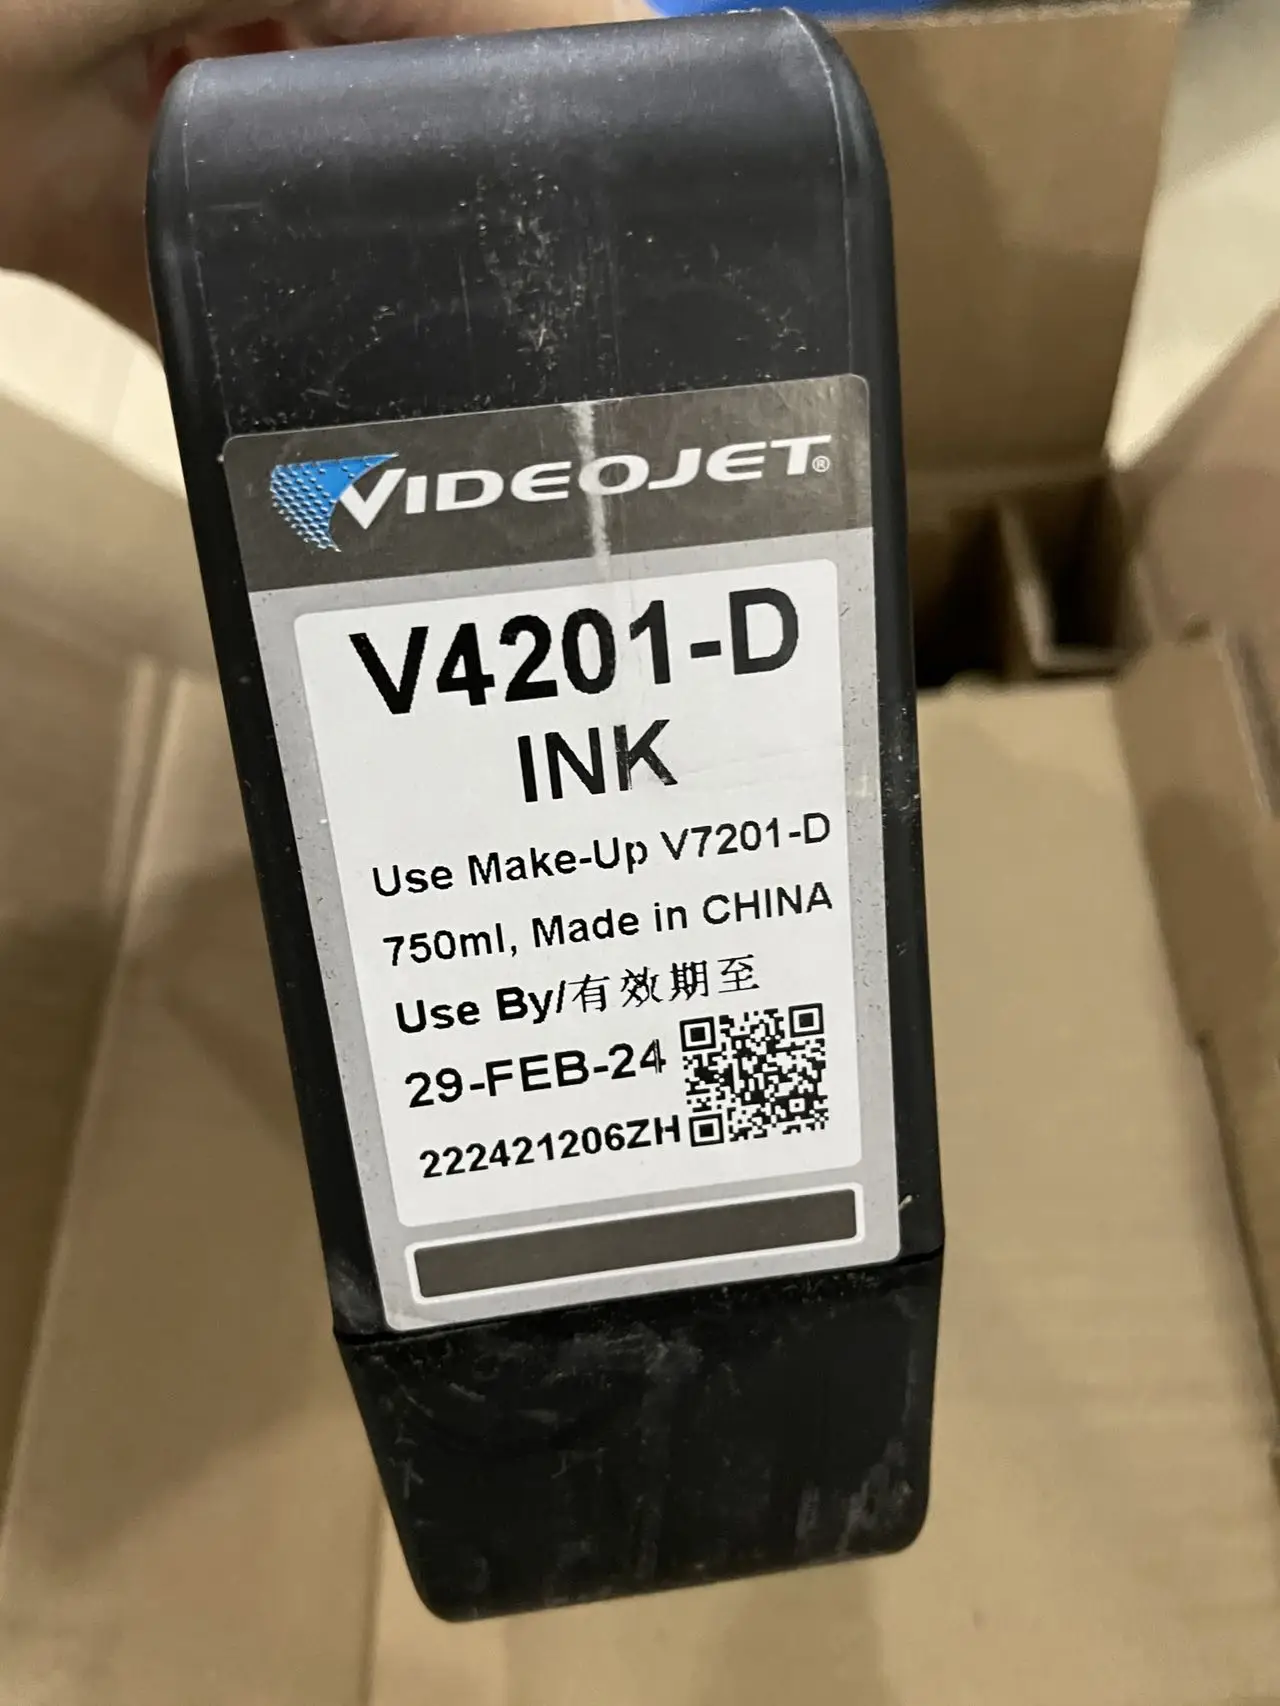 VIDEOJET®
V4201-D
INK
Use Make-Up V7201-D
750ml, Made in CHINA
Use By/有效期至
29-FEB-24
222421206ZH